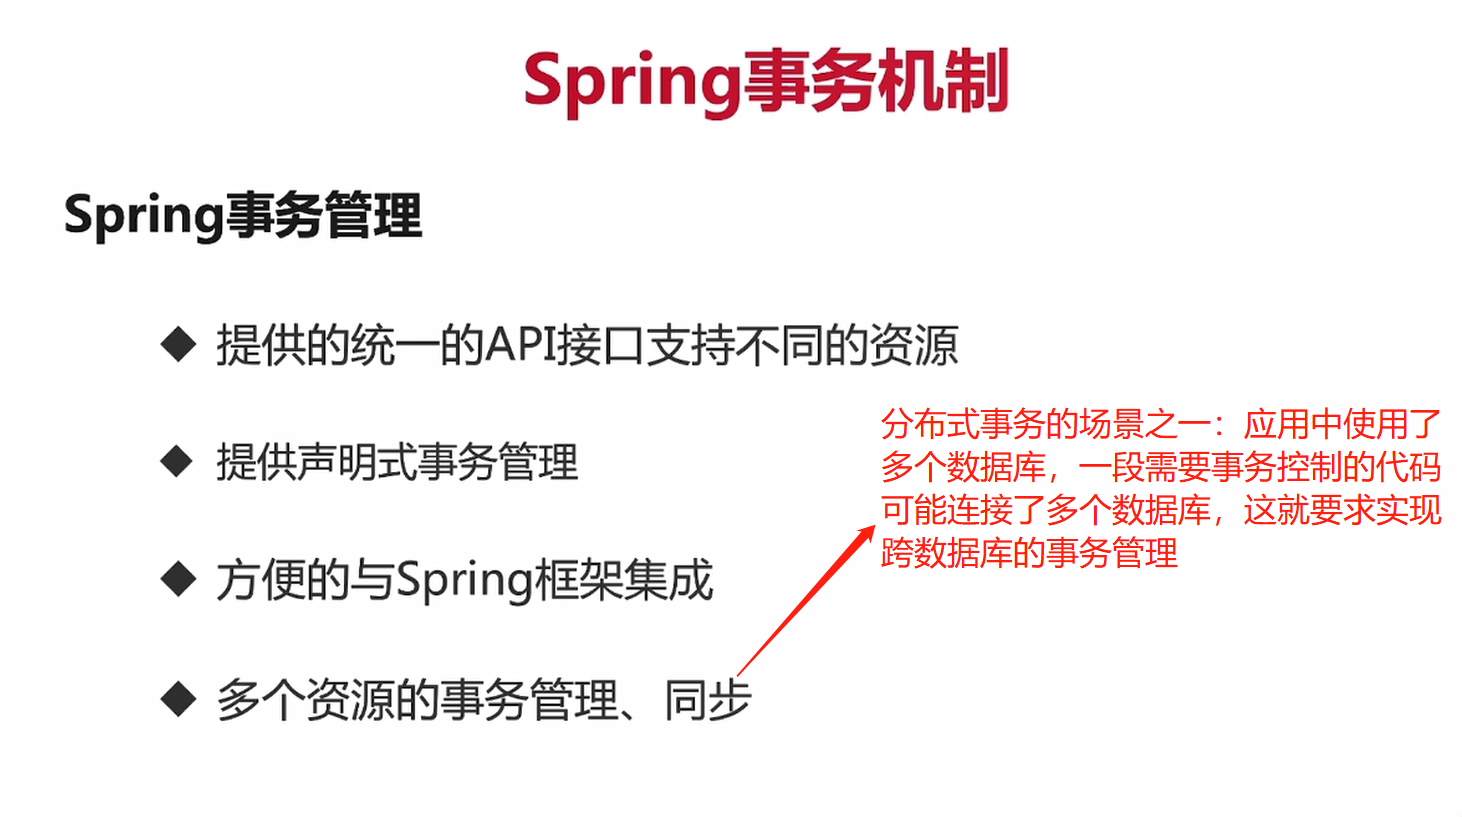 Spring事务机制
Spring事务管理
◆ 提供的统一的API接口支持不同的资源
◆ 提供声明式事务管理
◆ 方便的与Spring框架集成
◆ 多个资源的事务管理、同步
分布式事务的场景之一：应用中使用了
多个数据库，一段需要事务控制的代码
可能连接了多个数据库，这就要求实现
跨数据库的事务管理